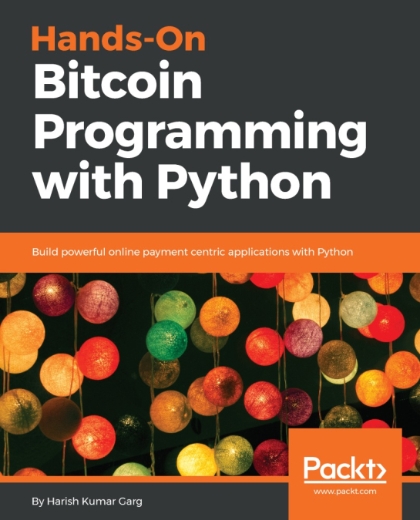 Hands-On
Bitcoin
Programming
with Python
Build powerful online payment centric applications with Python
Packt>
www.packt.com
By Harish Kumar Garg